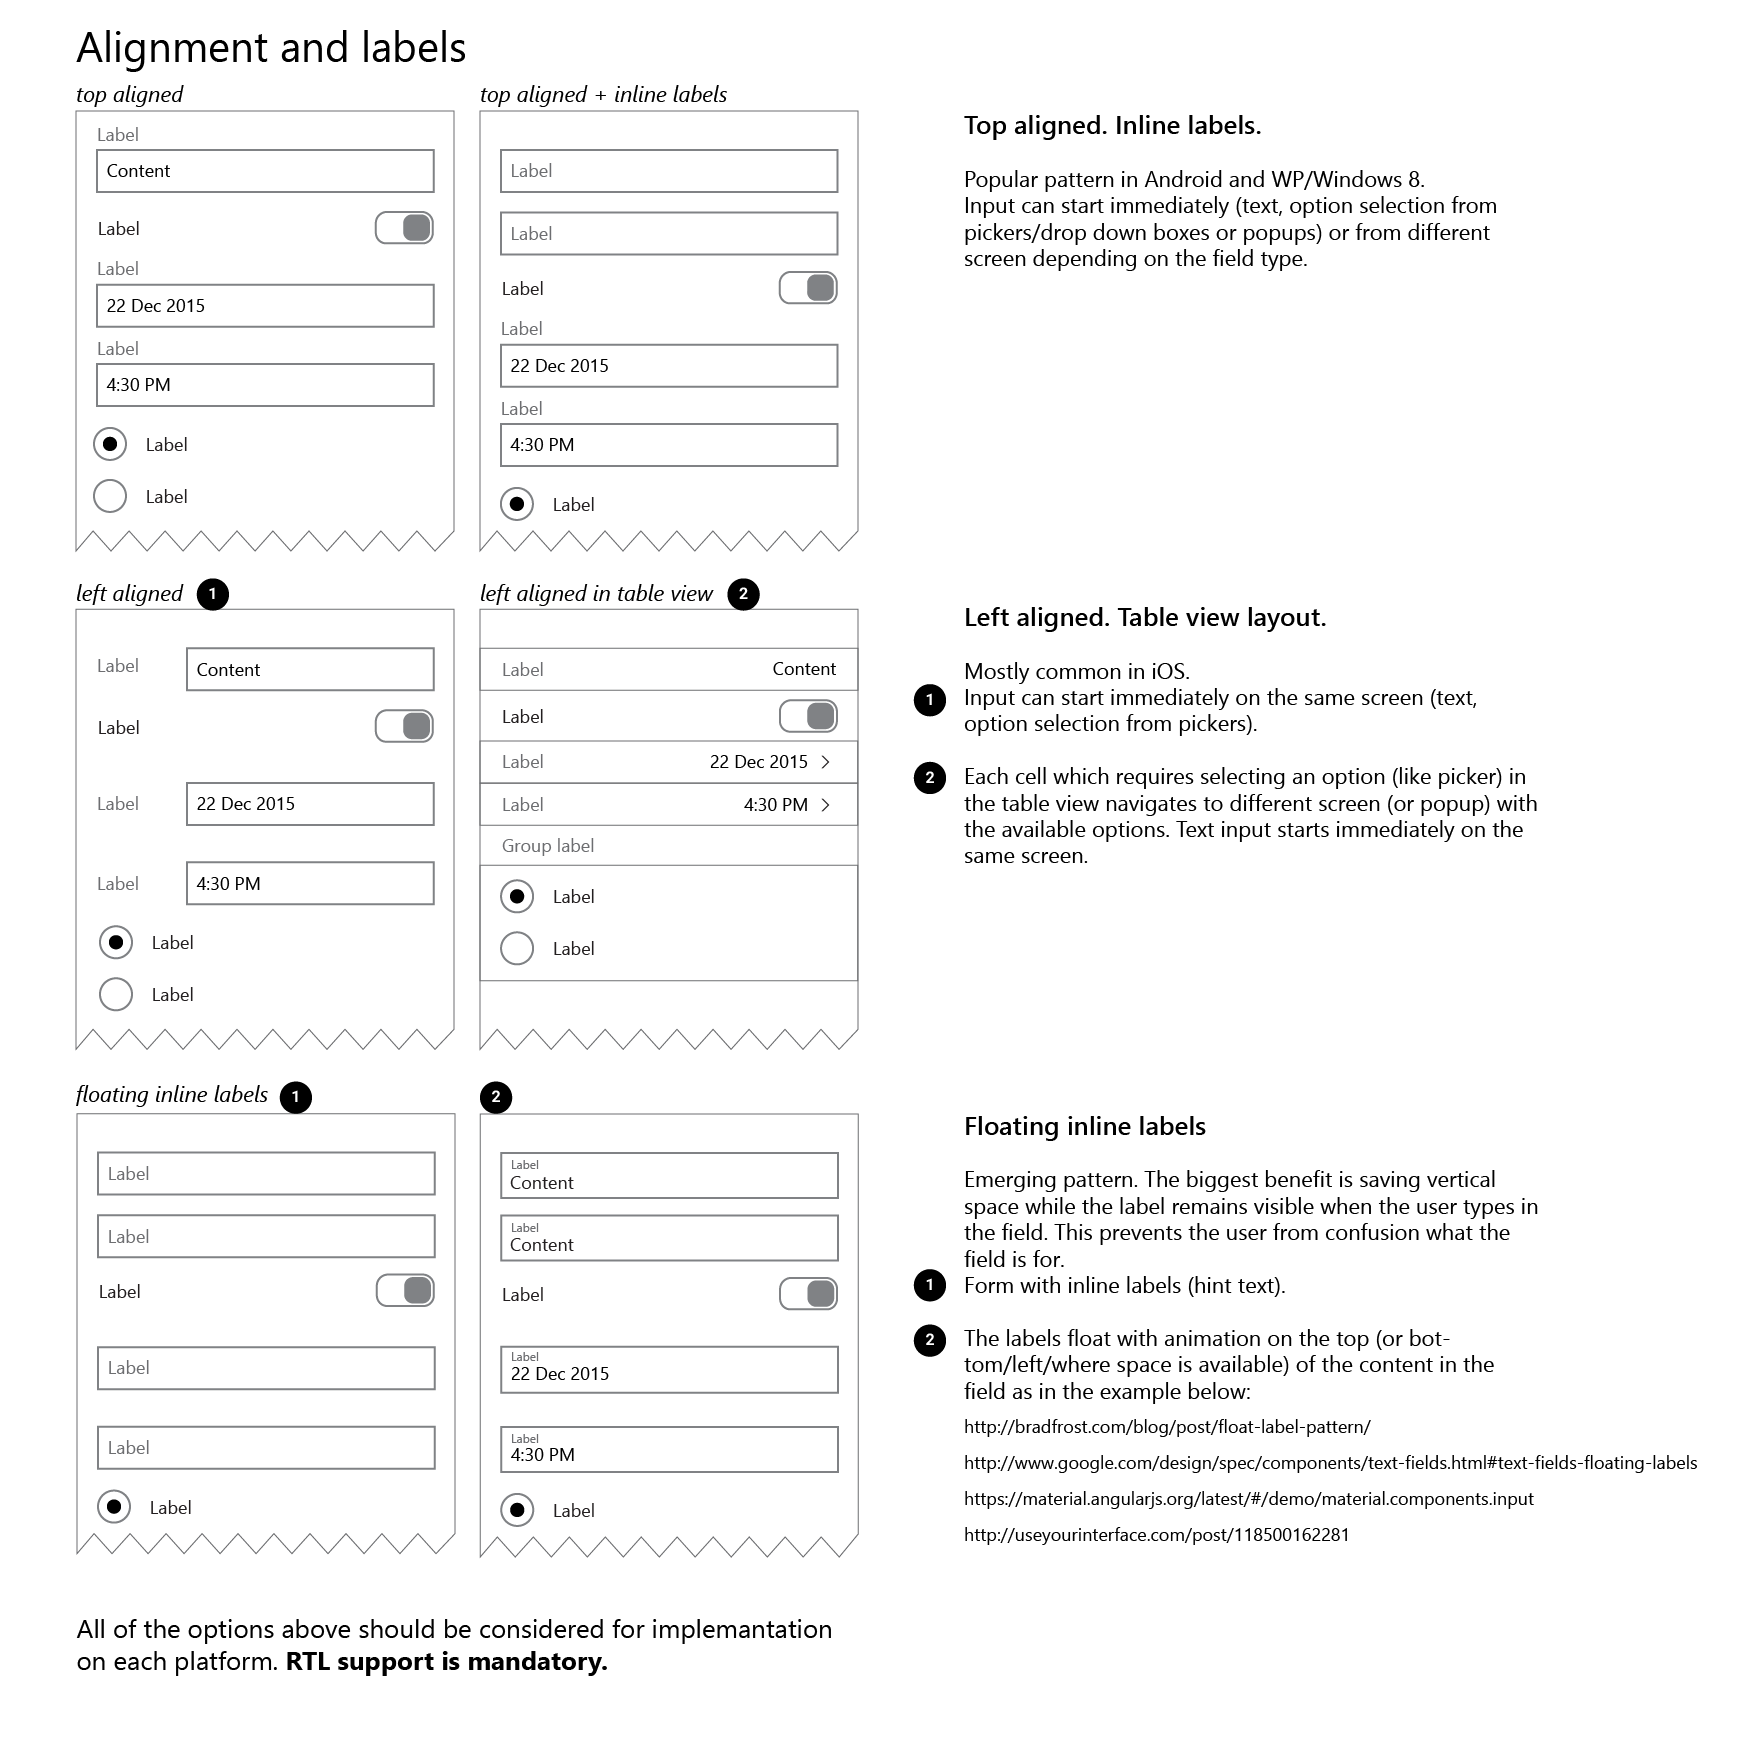 Alignment and labels
top aligned
Label
Content
Label
Label
22 Dec 2015
Label
4:30 PM
Label
Label
top aligned + inline labels
Label
Label
Label
Label
22 Dec 2015
Label
4:30 PM
Label
Top aligned. Inline labels.
Popular pattern in Android and WP/Windows 8.
Input can start immediately (text, option selection from
pickers/drop down boxes or popups) or from different
screen depending on the field type.
left aligned 1
Label Content
Label
Label 22 Dec 2015
Label 4:30 PM
Label
Label
left aligned in table view 2
Label Content
Label
Label 22 Dec 2015
Label 4:30 PM
Group label
Label
Label
Left aligned. Table view layout.
Mostly common in iOS.
1 Input can start immediately on the same screen (text,
option selection from pickers).
2 Each cell which requires selecting an option (like picker) in
the table view navigates to different screen (or popup) with
the available options. Text input starts immediately on the
same screen.
floating inline labels 1
Label
Label
Label
Label
Label
Label
2
Label
Content
Label
Content
Label
Label
22 Dec 2015
Label
4:30 PM
Label
Floating inline labels
Emerging pattern. The biggest benefit is saving vertical
space while the label remains visible when the user types in
the field. This prevents the user from confusion what the
field is for.
1 Form with inline labels (hint text).
2 The labels float with animation on the top (or bot-
tom/left/where space is available) of the content in the
field as in the example below:
http://bradfrost.com/blog/post/float-label-pattern/
http://www.google.com/design/spec/components/text-fields.html#text-fields-floating-labels
https://material.angularjs.org/latest/#/demo/material.components.input
http://useyourinterface.com/post/118500162281
All of the options above should be considered for implemantation
on each platform. RTL support is mandatory.